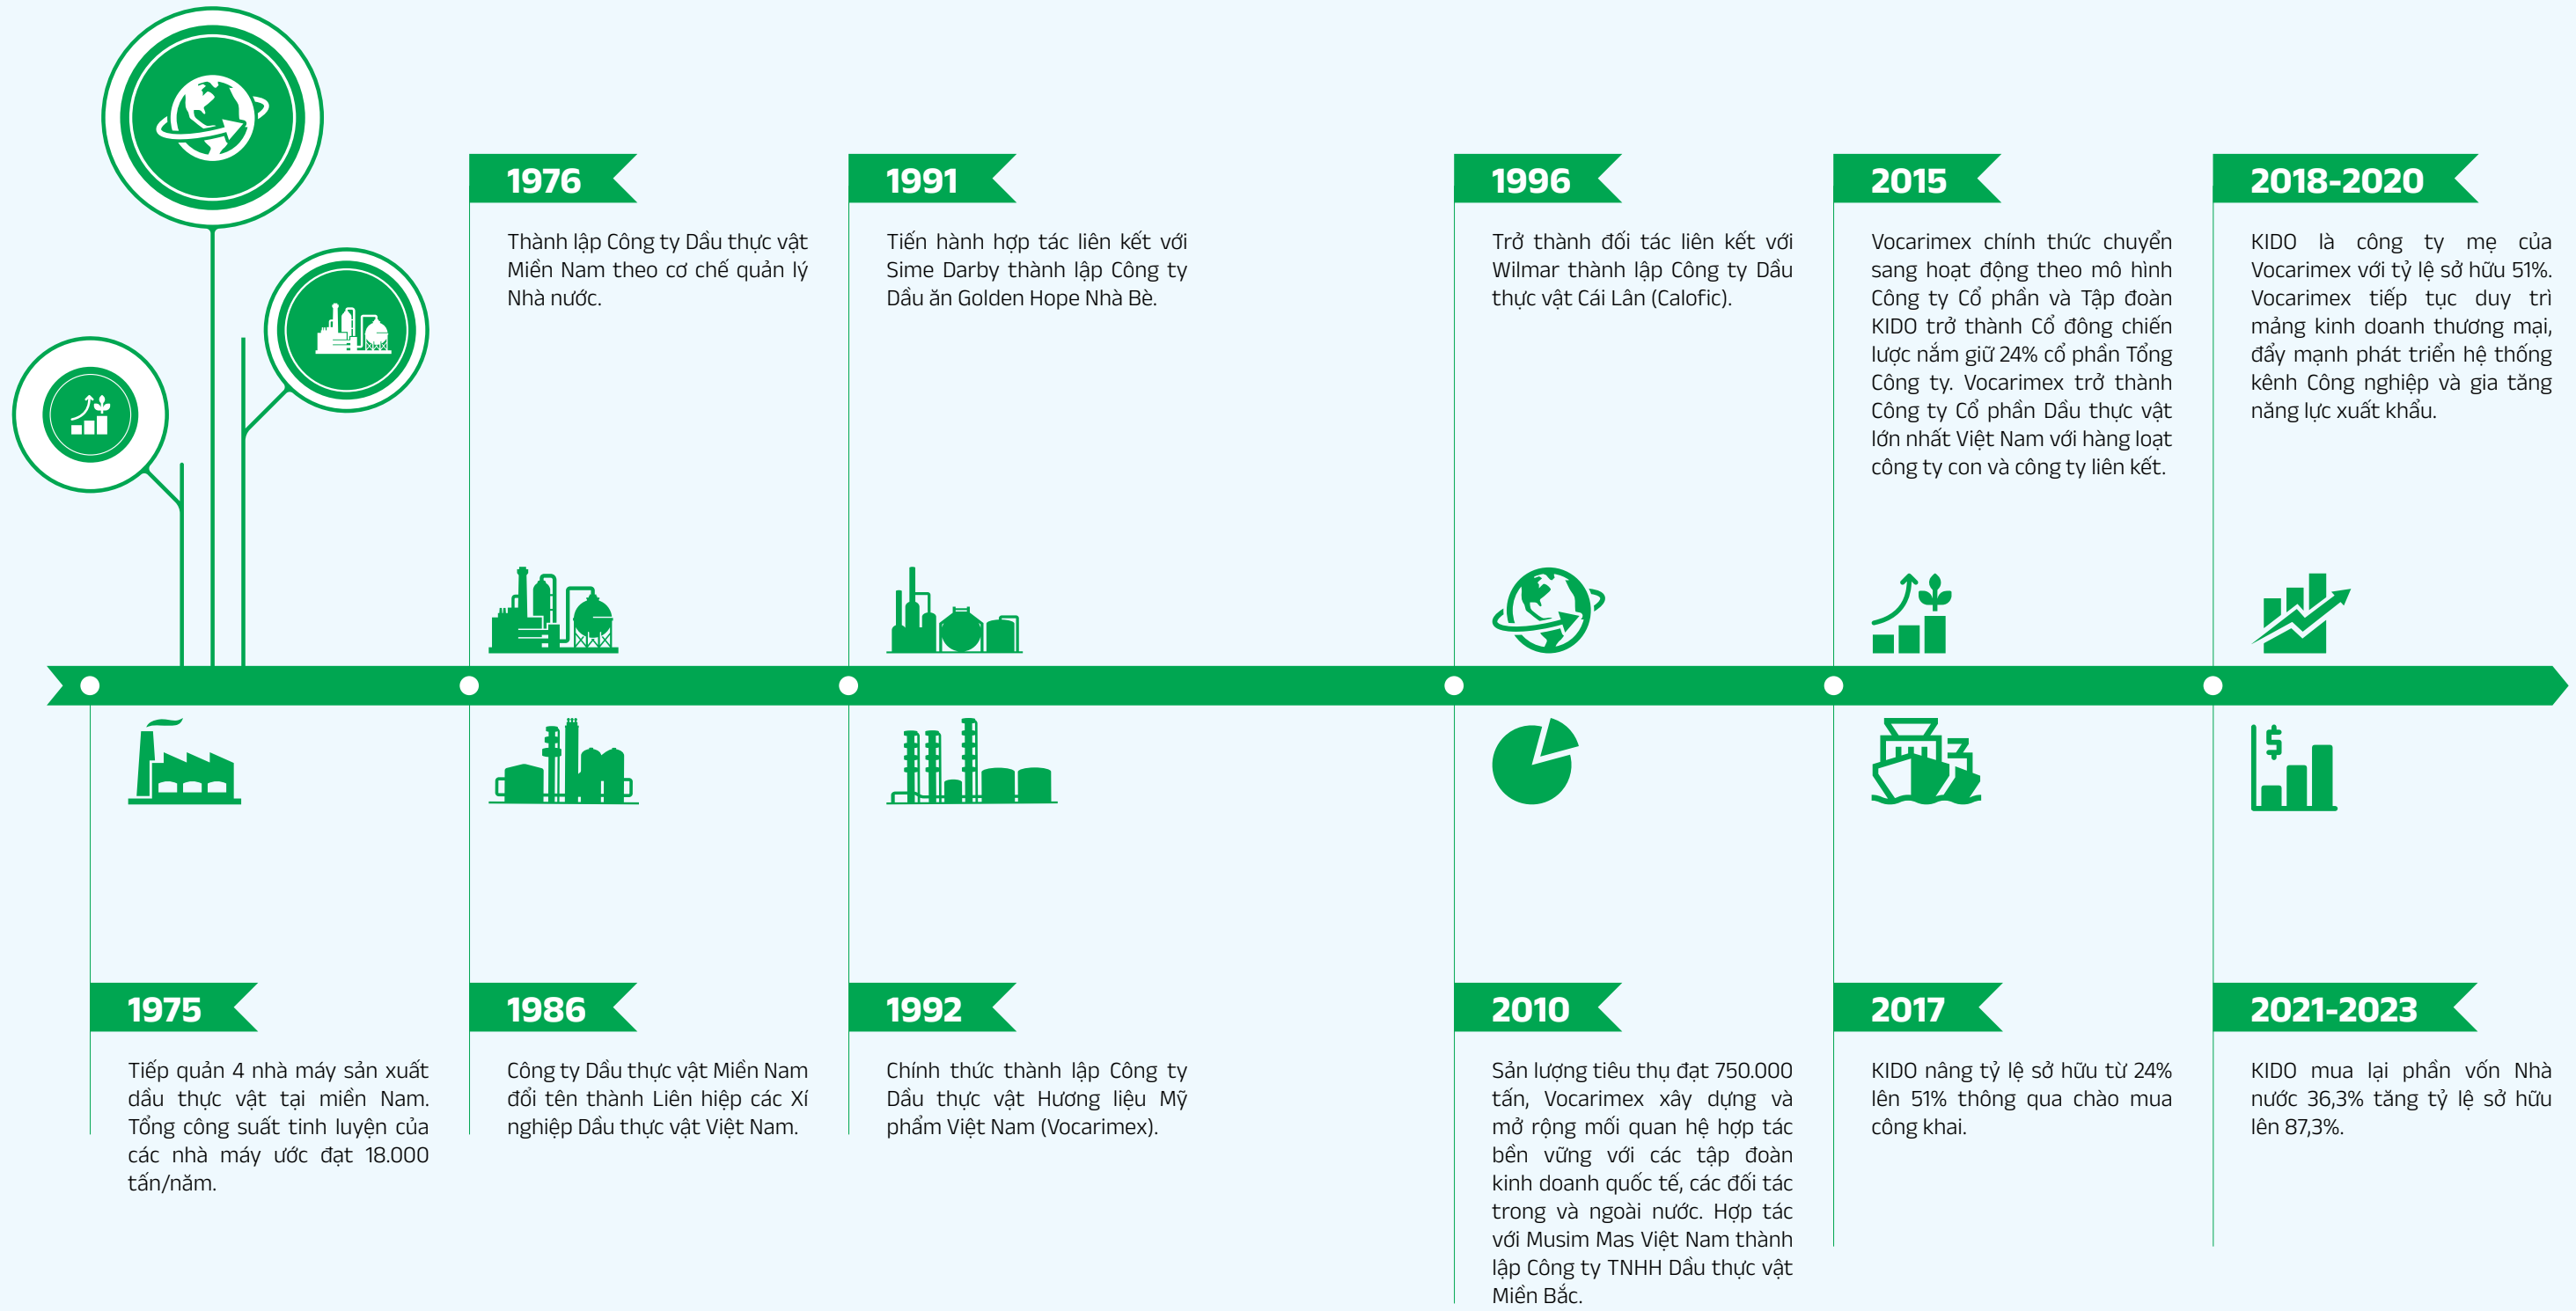 1976
Thành lập Công ty Dầu thực vật
Miền Nam theo cơ chế quản lý
Nhà nước.
1991
Tiến hành hợp tác liên kết với
Sime Darby thành lập Công ty
Dầu ăn Golden Hope Nhà Bè.
1996
Trở thành đối tác liên kết với
Wilmar thành lập Công ty Dầu
thực vật Cái Lân (Calofic).
2015
Vocarimex chính thức chuyển
sang hoạt động theo mô hình
Công ty Cổ phần và Tập đoàn
KIDO trở thành Cổ đông chiến
lược nắm giữ 24% cổ phần Tổng
Công ty. Vocarimex trở thành
Công ty Cổ phần Dầu thực vật
lớn nhất Việt Nam với hàng loạt
công ty con và công ty liên kết.
2018-2020
KIDO là công ty mẹ của
Vocarimex với tỷ lệ sở hữu 51%.
Vocarimex tiếp tục duy trì
mảng kinh doanh thương mại,
đẩy mạnh phát triển hệ thống
kênh Công nghiệp và gia tăng
năng lực xuất khẩu.
$
1975
Tiếp quản 4 nhà máy sản xuất
dầu thực vật tại miền Nam.
Tổng công suất tinh luyện của
các nhà máy ước đạt 18.000
tấn/năm.
1986
Công ty Dầu thực vật Miền Nam
đổi tên thành Liên hiệp các Xí
nghiệp Dầu thực vật Việt Nam.
1992
Chính thức thành lập Công ty
Dầu thực vật Hương liệu Mỹ
phẩm Việt Nam (Vocarimex).
2010
Sản lượng tiêu thụ đạt 750.000
tấn, Vocarimex xây dựng và
mở rộng mối quan hệ hợp tác
bền vững với các tập đoàn
kinh doanh quốc tế, các đối tác
trong và ngoài nước. Hợp tác
với Musim Mas Việt Nam thành
lập Công ty TNHH Dầu thực vật
Miền Bắc.
2017
KIDO nâng tỷ lệ sở hữu từ 24%
lên 51% thông qua chào mua
công khai.
2021-2023
KIDO mua lại phần vốn Nhà
nước 36,3% tăng tỷ lệ sở hữu
lên 87,3%.